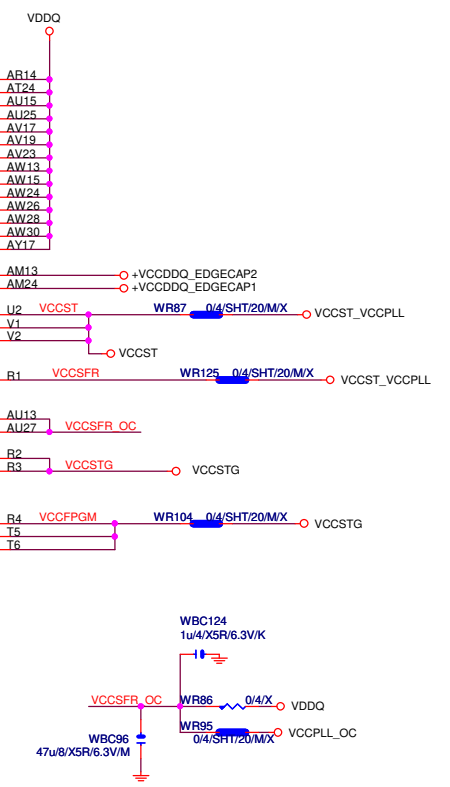 VDDQ
AR14
AT24
AU15
AU25
AV17
AV19
AV23
AW13
AW15
AW24
AW26
AW28
AW30
AY17
AM13 +VCCDDQ_EDGECAP2
AM24 +VCCDDQ_EDGECAP1
U2 VCCST WR87 0/4/SHT/20/M/X VCCST_VCCPLL
V1
V2
VCCST
R1 VCCSFR WR125 0/4/SHT/20/M/X VCCST_VCCPLL
AU13
AU27 VCCSFR_OC
R2
R3 VCCSTG VCCSTG
R4 VCCFPGM WR104 0/4/SHT/20/M/X VCCSTG
T5
T6
WBC124
1u/4/X5R/6.3V/K
VCCSFR_OC WR86 0/4/X VDDQ
WR95 VCCPLL_OC
0/4/SHT/20/M/X
WBC96
47u/8/X5R/6.3V/M